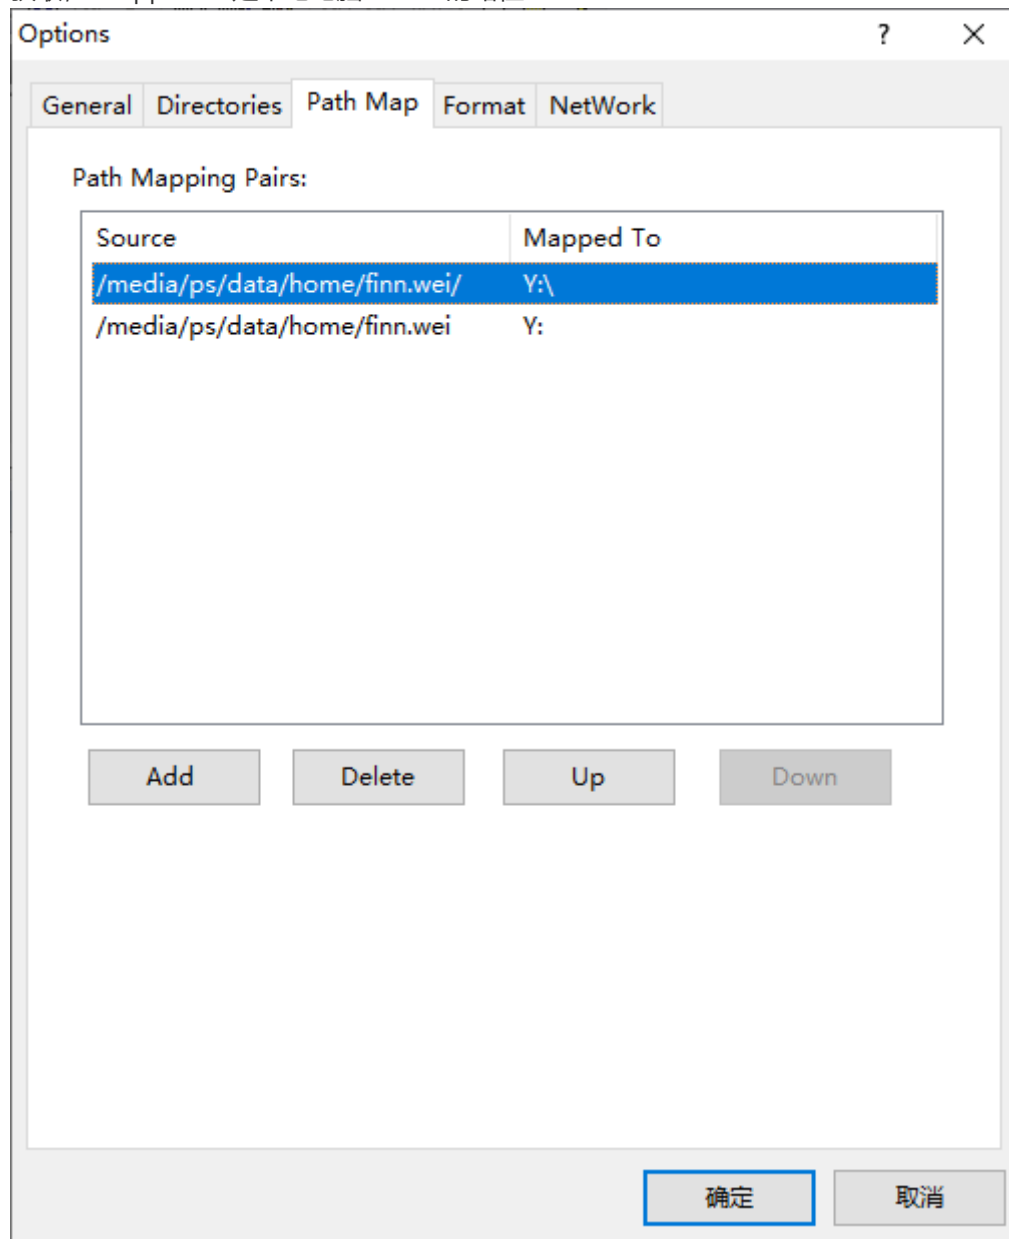 Options
?
General Directories Path Map Format NetWork
Path Mapping Pairs:
Source Mapped To
/media/ps/data/home/finn.wei/ Y:\
/media/ps/data/home/finn.wei Y:
Add Delete Up Down
确定 取消